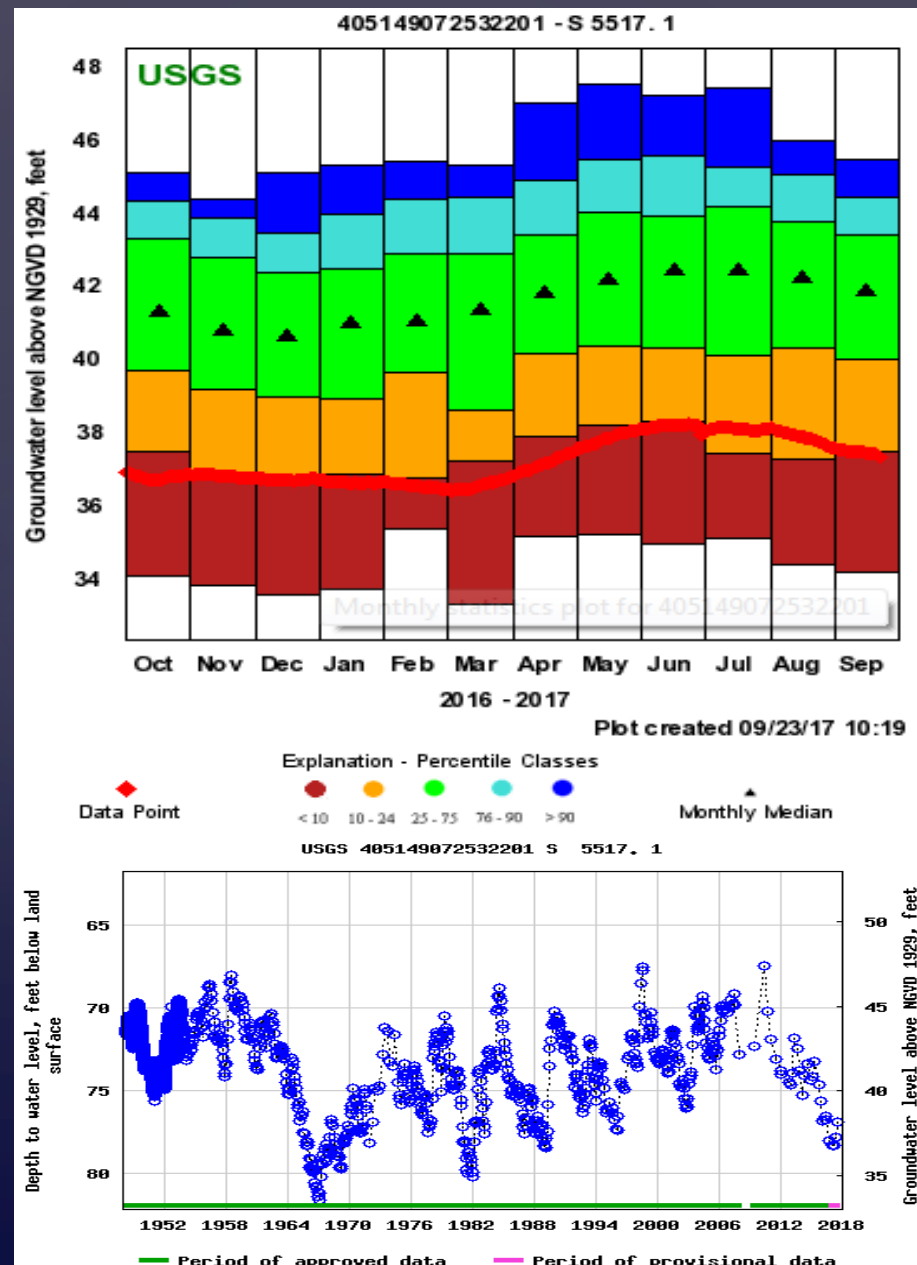 405149072532201 - S 5517. 1
USGS
48
46
44
42
40
38
36
34
Groundwater level above NGVD 1929, feet
Monthly statistics plot for 405149072532201
Oct Nov Dec Jan Feb Mar Apr May Jun Jul Aug Sep
2016 - 2017
Plot created 09/23/17 10:19
Explanation - Percentile Classes
Data Point
< 10 10 - 24 25 - 75 76 - 90 > 90
Monthly Median
USGS 405149072532201 S 5517. 1
Depth to water level, feet below land
surface
65
70
75
80
50
45
40
35
Groundwater level above NGVD 1929, feet
1952 1958 1964 1970 1976 1982 1988 1994 2000 2006 2012 2018
Period of approved data Period of provisional data